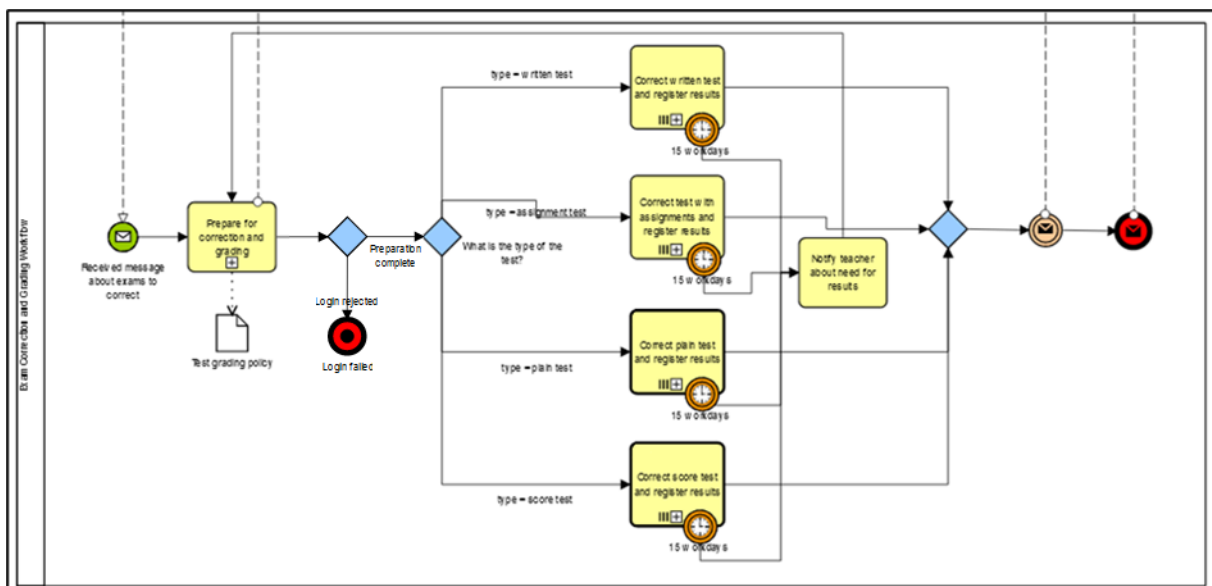 Exam Correction and Grading Workflow
Received message
about exams to
correct
Prepare for
correction and
grading
Test grading policy
Login rejected
Login failed
Preparation
complete
What is the type of the
test?
type = written test
type = assignment test
type = plain test
type = score test
Correct written test
and register results
15 workdays
Correct test with
assignments and
register results
15 workdays
Correct plain test
and register results
15 workdays
Correct score test
and register results
15 workdays
Notify teacher
about need for
results